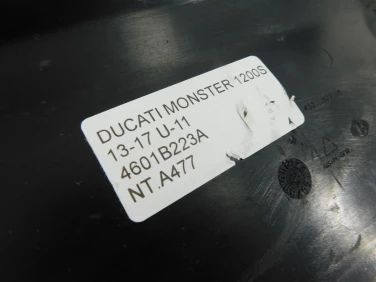 DUCATI MONSTER 1200S
13-17 U-11
4601B223A
NT.A477